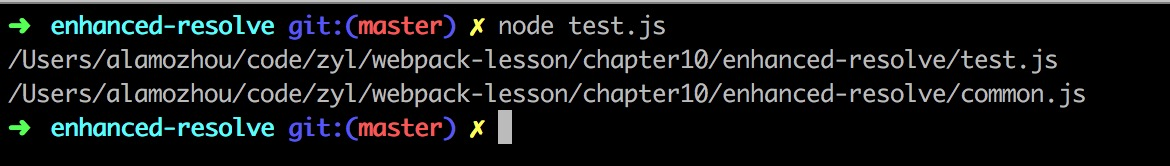 ➜ enhanced-resolve git:(master) ✗ node test.js
/Users/alamozhou/code/zyl/webpack-lesson/chapter10/enhanced-resolve/test.js
/Users/alamozhou/code/zyl/webpack-lesson/chapter10/enhanced-resolve/common.js
➜ enhanced-resolve git:(master) ✗